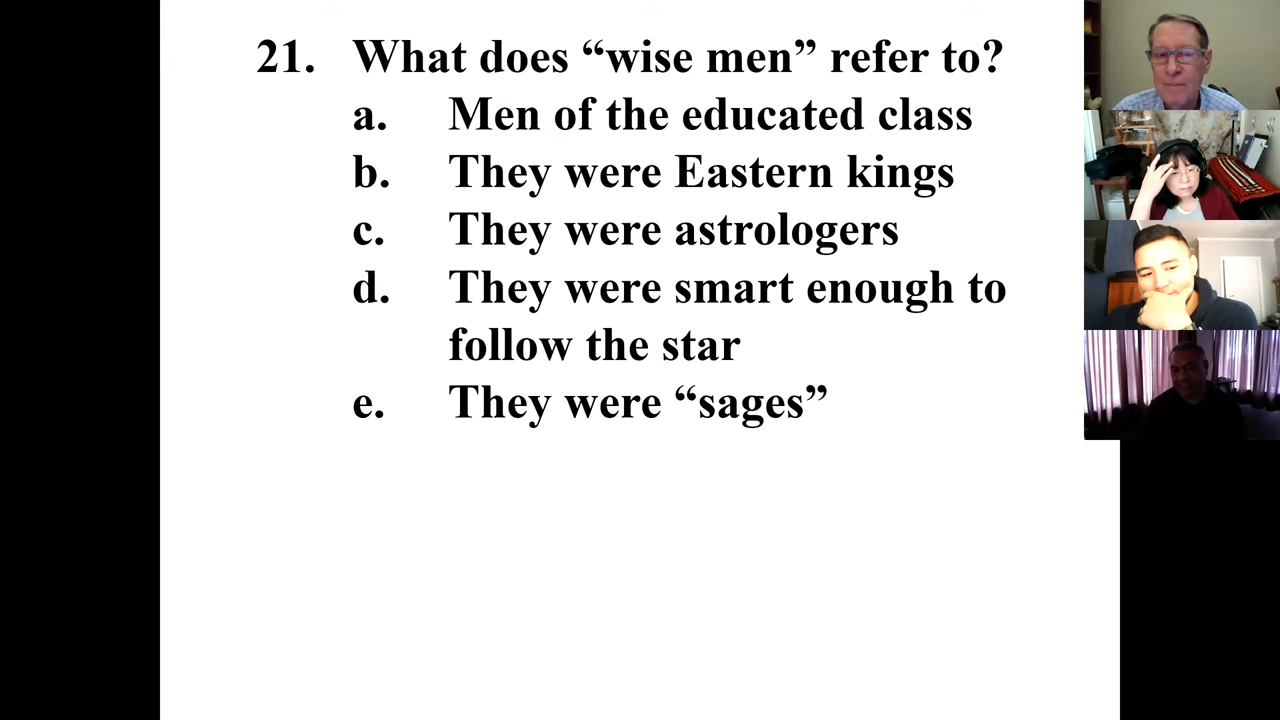 21. What does “wise men” refer to?
a. Men of the educated class
b. They were Eastern kings
c. They were astrologers
d. They were smart enough to
follow the star
e. They were “sages”